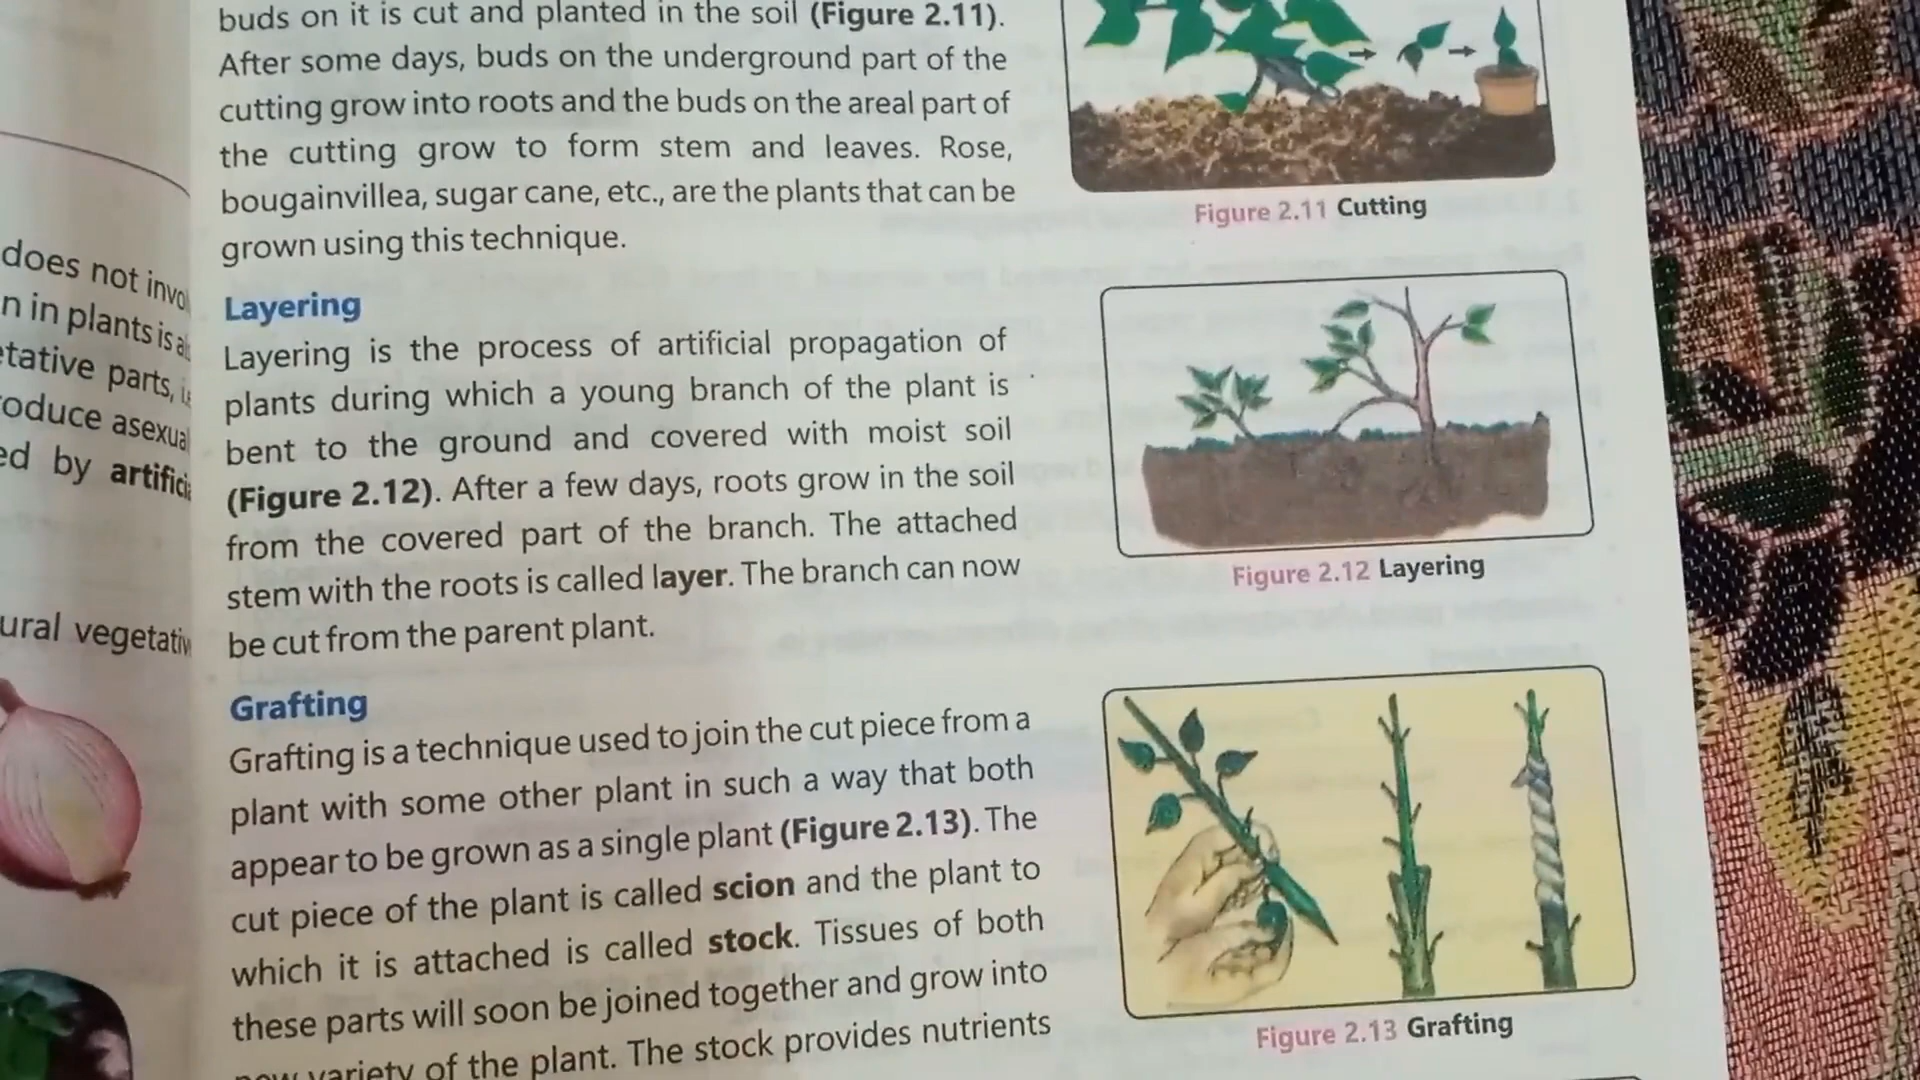 does not
n in plants is
tative parts,
oduce
ed by
ural
buds on it is cut and planted in the soil (Figure 2.11).
After some days, buds on the underground part of the
cutting grow into roots and the buds on the areal part of
the cutting grow to form stem and leaves. Rose,
bougainvillea, sugar cane, etc., are the plants that can be
grown using this technique.
Figure 2.11 Cutting
Layering
Layering is the process of artificial propagation of
plants during which a young branch of the plant is
bent to the ground and covered with moist soil
(Figure 2.12). After a few days, roots grow in the soil
from the covered part of the branch. The attached
stem with the roots is called layer. The branch can now
be cut from the parent plant.
Figure 2.12 Layering
Grafting
Grafting is a technique used to join the cut piece from a
plant with some other plant in such a way that both
appear to be grown as a single plant (Figure 2.13). The
cut piece of the plant is called scion and the plant to
which it is attached is called stock. Tissues of both
these parts will soon be joined together and grow into
variety of the plant. The stock provides nutrients
Figure 2.13 Grafting